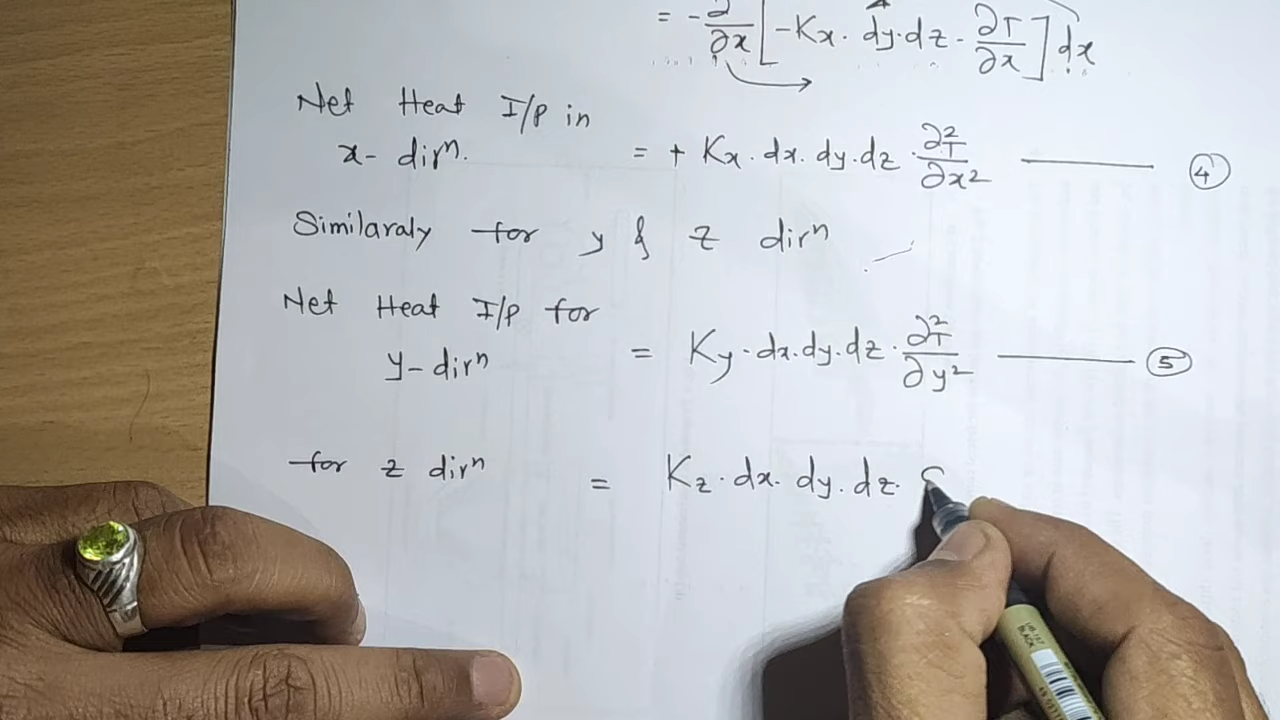 = - ∂/∂x [ -Kx · dy·dz - ∂T/∂x ] dx
Net Heat I/P in
x- dirⁿ. = + Kx · dx · dy · dz · ∂²T/∂x² ④
Similaraly for y & z dirⁿ
Net Heat I/P for
y- dirⁿ = Ky · dx · dy · dz · ∂²T/∂y² ⑤
for z dirⁿ = Kz · dx · dy · dz ·